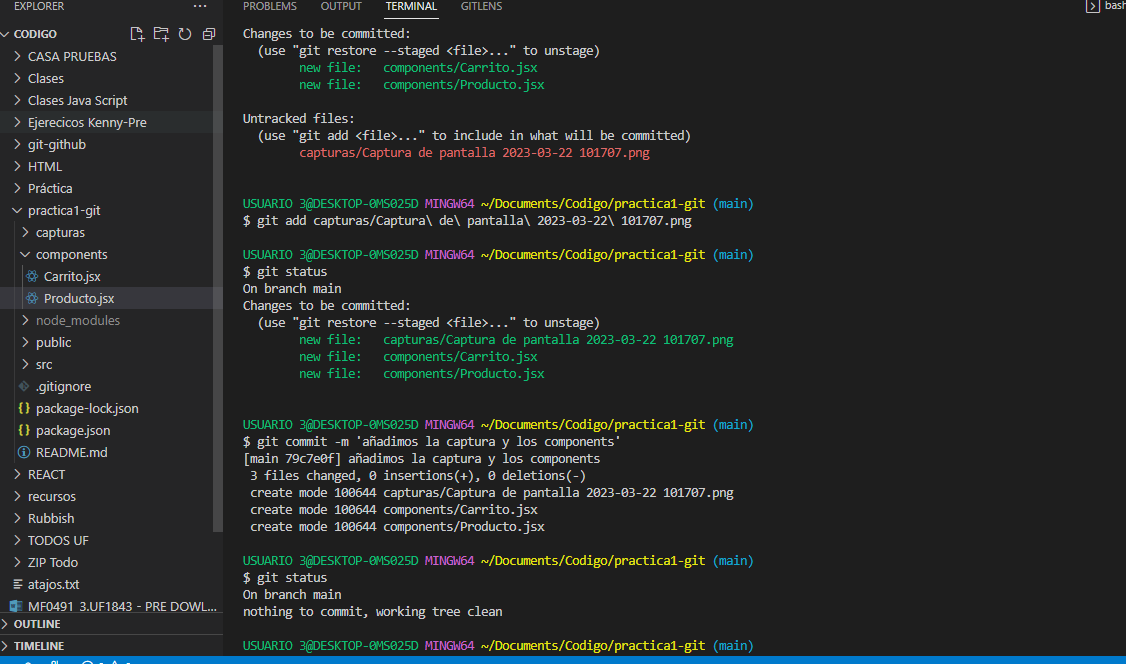 EXPLORER
CODIGO
CASA PRUEBAS
Clases
Clases Java Script
Ejerecicos Kenny-Pre
git-github
HTML
Práctica
practica1-git
capturas
components
Carrito.jsx
Producto.jsx
node_modules
public
src
.gitignore
package-lock.json
package.json
README.md
REACT
recursos
Rubbish
TODOS UF
ZIP Todo
atajos.txt
MF0491_3.UF1843 - PRE DOWL...
OUTLINE
TIMELINE
PROBLEMS OUTPUT TERMINAL GITLENS bash
Changes to be committed:
(use "git restore --staged <file>..." to unstage)
new file: components/Carrito.jsx
new file: components/Producto.jsx
Untracked files:
(use "git add <file>..." to include in what will be committed)
capturas/Captura de pantalla 2023-03-22 101707.png
USUARIO 3@DESKTOP-0MS025D MINGW64 ~/Documents/Codigo/practica1-git (main)
$ git add capturas/Captura\ de\ pantalla\ 2023-03-22\ 101707.png
USUARIO 3@DESKTOP-0MS025D MINGW64 ~/Documents/Codigo/practica1-git (main)
$ git status
On branch main
Changes to be committed:
(use "git restore --staged <file>..." to unstage)
new file: capturas/Captura de pantalla 2023-03-22 101707.png
new file: components/Carrito.jsx
new file: components/Producto.jsx
USUARIO 3@DESKTOP-0MS025D MINGW64 ~/Documents/Codigo/practica1-git (main)
$ git commit -m 'añadimos la captura y los components'
[main 79c7e0f] añadimos la captura y los components
3 files changed, 0 insertions(+), 0 deletions(-)
create mode 100644 capturas/Captura de pantalla 2023-03-22 101707.png
create mode 100644 components/Carrito.jsx
create mode 100644 components/Producto.jsx
USUARIO 3@DESKTOP-0MS025D MINGW64 ~/Documents/Codigo/practica1-git (main)
$ git status
On branch main
nothing to commit, working tree clean
USUARIO 3@DESKTOP-0MS025D MINGW64 ~/Documents/Codigo/practica1-git (main)